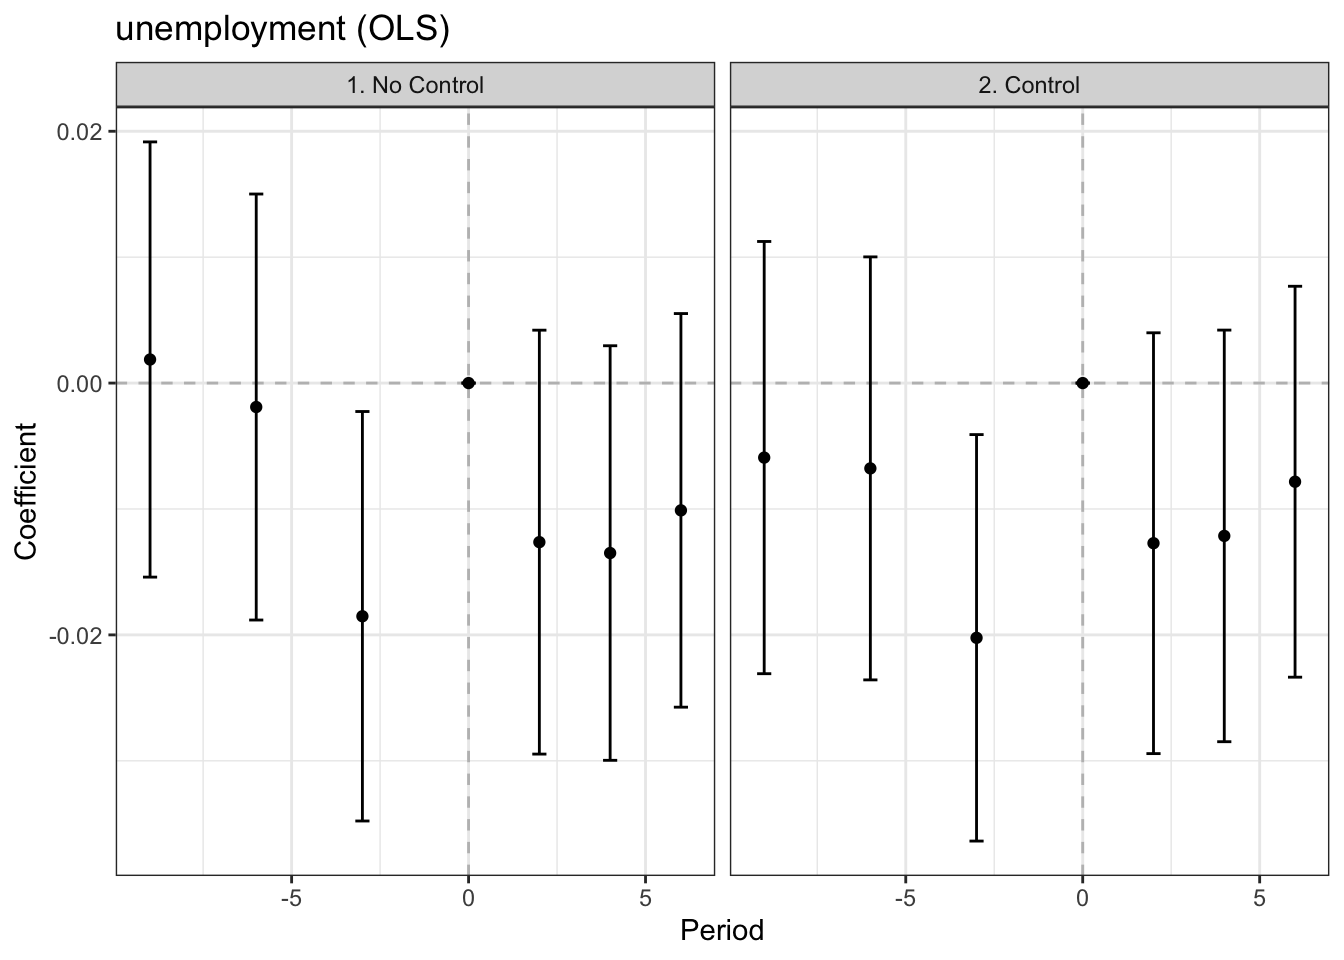 unemployment (OLS)
1. No Control
2. Control
0.02
0.00
-0.02
Coefficient
-5
0
5
-5
0
5
Period